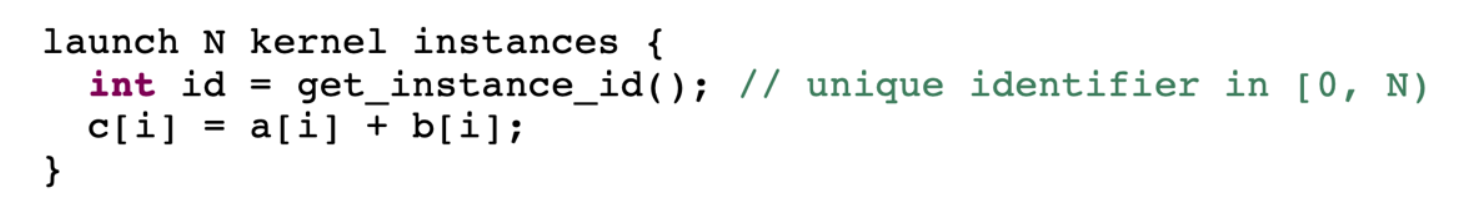 launch N kernel instances {
  int id = get_instance_id(); // unique identifier in [0, N)
  c[i] = a[i] + b[i];
}